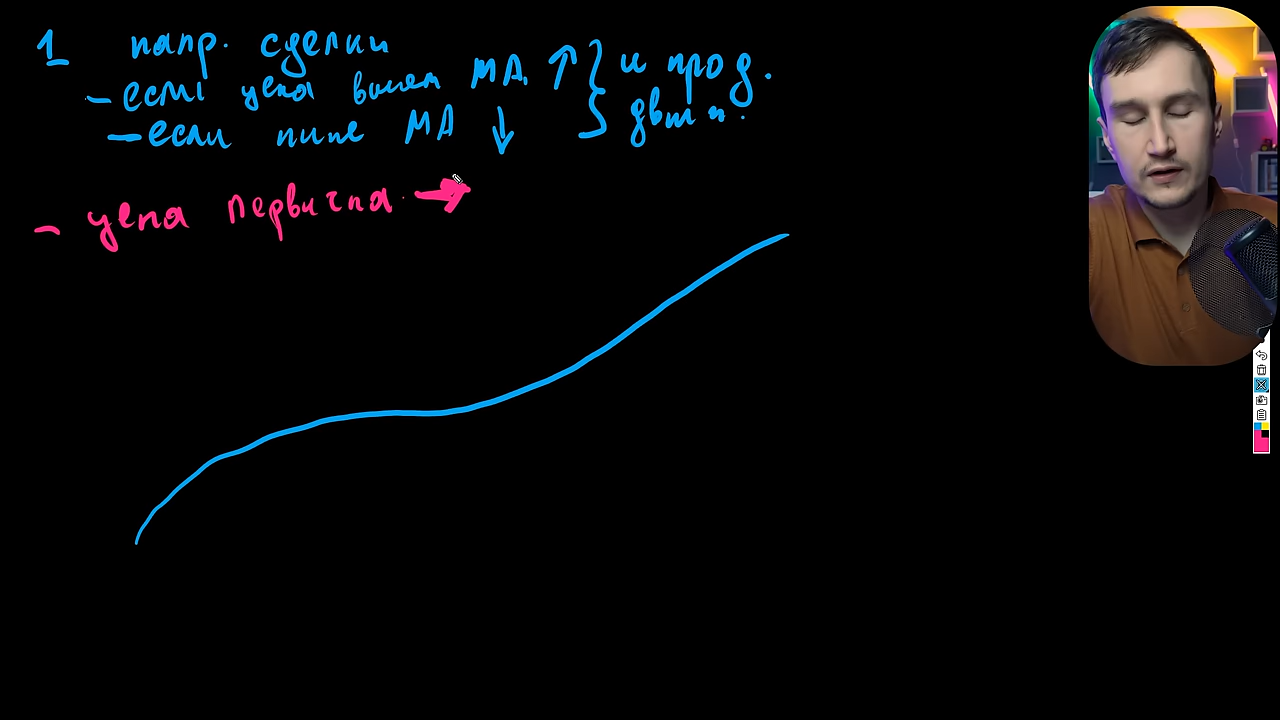 1 напр. сделки
- если цена выше МА ↑ } и прод.
- если ниже МА ↓ } движ.
- цена первична →